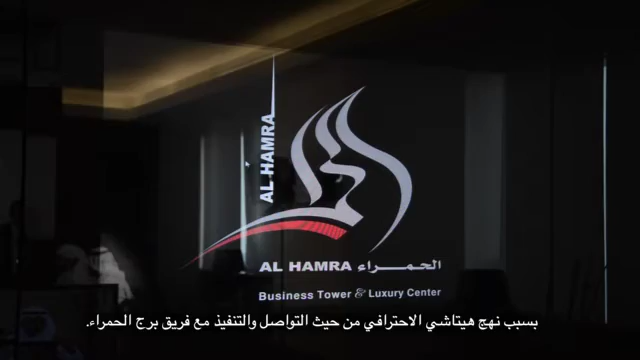 AL HAMRA
AL HAMRA الحمراء
Business Tower & Luxury Center
بسبب نهج هيتاشي الاحترافي من حيث التواصل والتنفيذ مع فريق برج الحمراء.